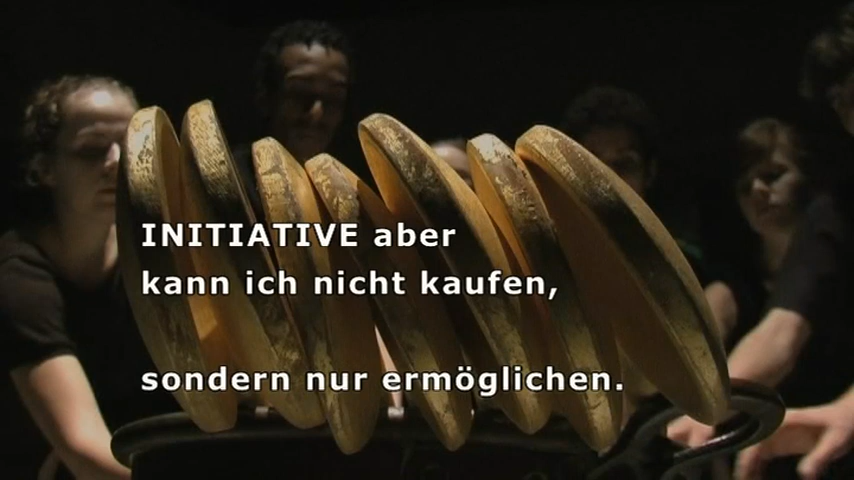 INITIATIVE aber
kann ich nicht kaufen,
sondern nur ermöglichen.